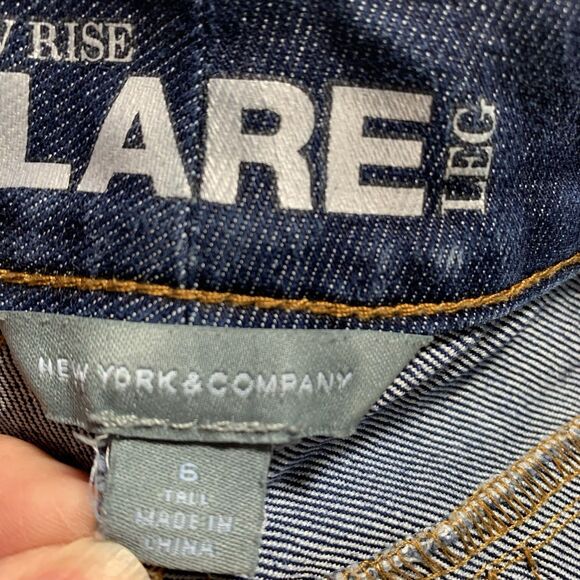 RISE
LARE
LEG
NEW YORK & COMPANY
6
TALL
MADE IN
CHINA